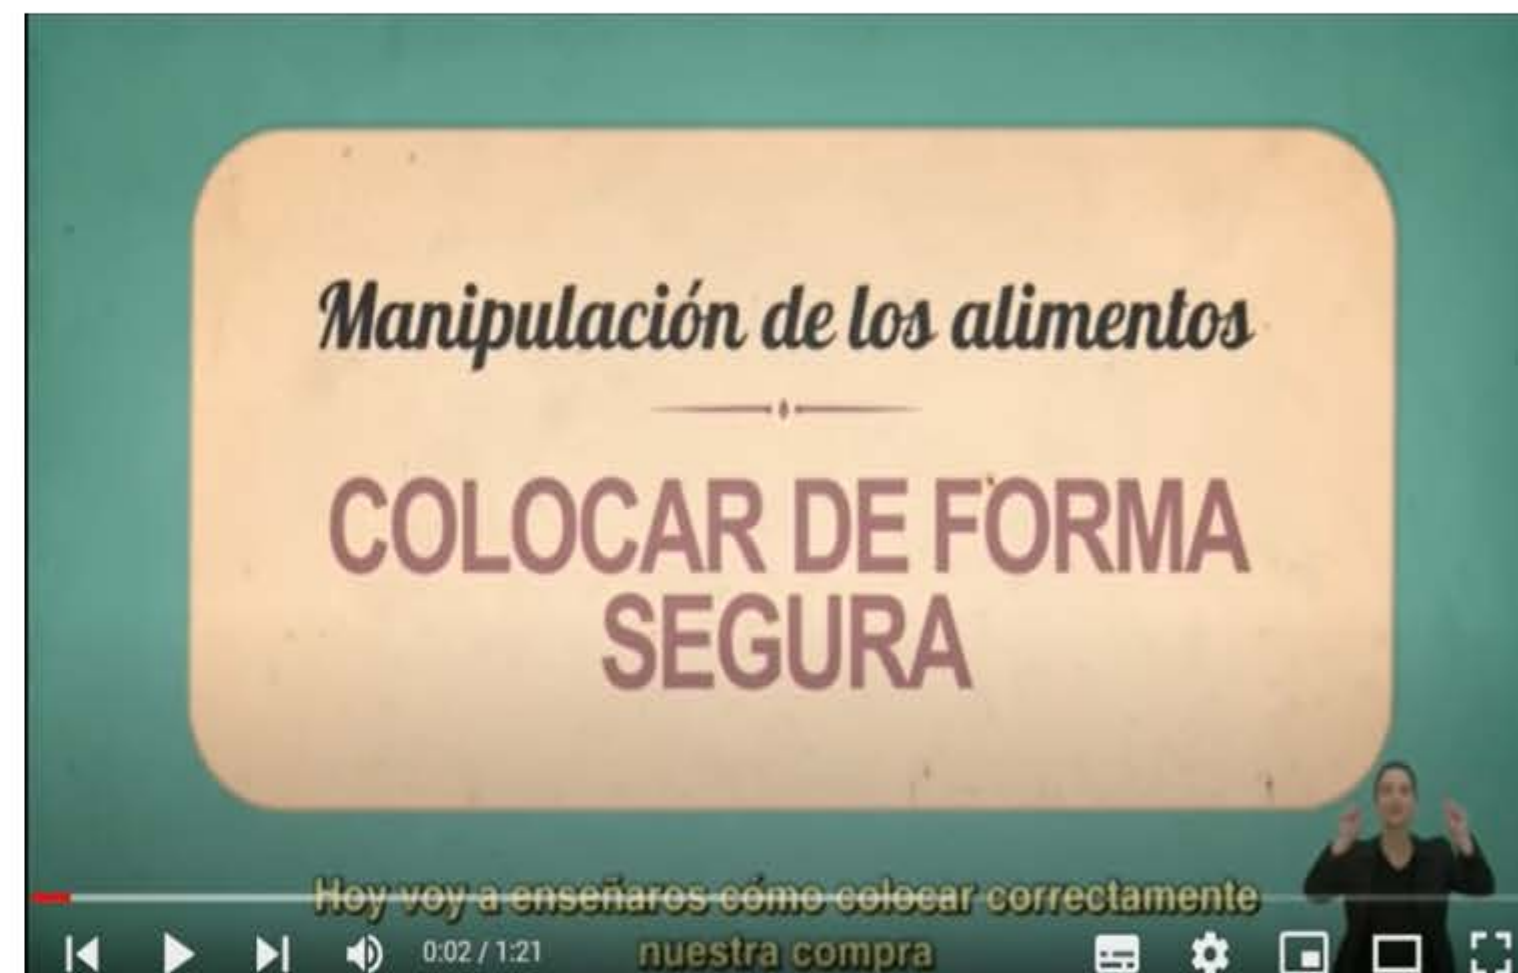 Manipulación de los alimentos
COLOCAR DE FORMA
SEGURA
Hoy voy a enseñaros cómo colocar correctamente
nuestra compra
0:02 / 1:21